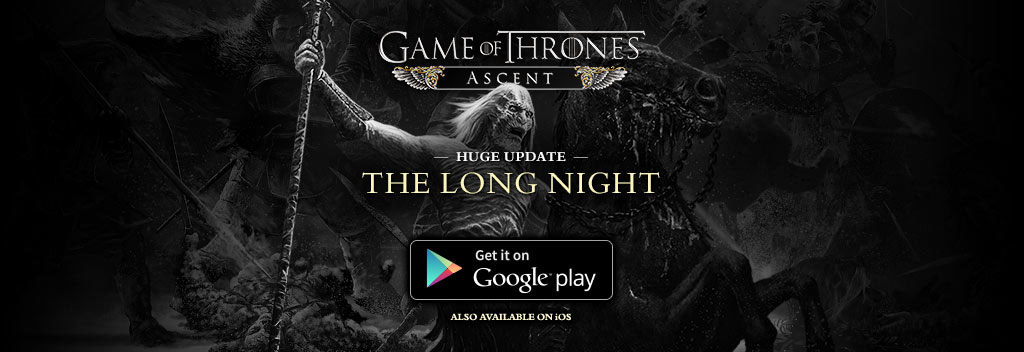 GAME OF THRONES
ASCENT
— HUGE UPDATE —
THE LONG NIGHT
Get it on
Google play
ALSO AVAILABLE ON iOS